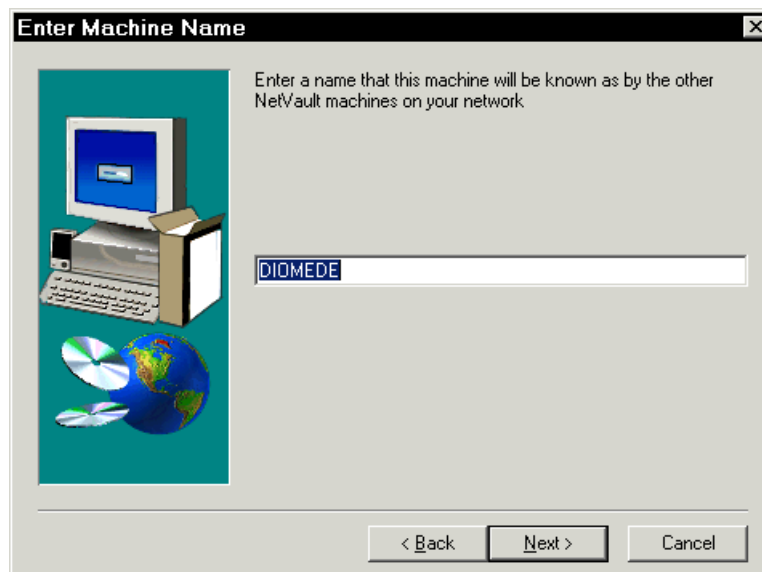 Enter Machine Name
Enter a name that this machine will be known as by the other
NetVault machines on your network
DIOMEDE
< Back
Next >
Cancel